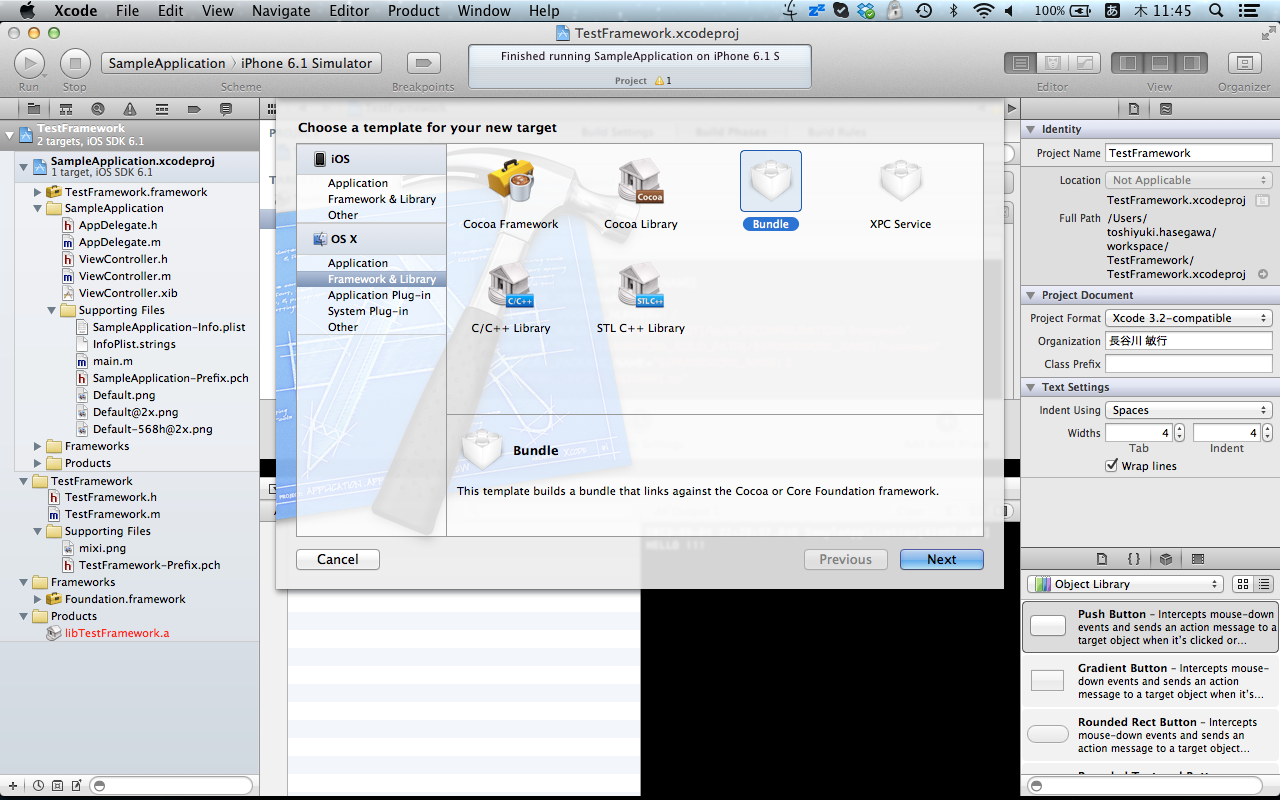 Xcode File Edit View Navigate Editor Product Window Help 100% あ 木 11:45
TestFramework.xcodeproj
SampleApplication iPhone 6.1 Simulator
Finished running SampleApplication on iPhone 6.1 S
Project 1
Run Stop Scheme Breakpoints Editor View Organizer
TestFramework
2 targets, iOS SDK 6.1
SampleApplication.xcodeproj
1 target, iOS SDK 6.1
TestFramework.framework
SampleApplication
AppDelegate.h
AppDelegate.m
ViewController.h
ViewController.m
ViewController.xib
Supporting Files
SampleApplication-Info.plist
InfoPlist.strings
main.m
SampleApplication-Prefix.pch
Default.png
Default@2x.png
Default-568h@2x.png
Frameworks
Products
TestFramework
TestFramework.h
TestFramework.m
Supporting Files
mixi.png
TestFramework-Prefix.pch
Frameworks
Foundation.framework
Products
libTestFramework.a
Choose a template for your new target
iOS
Application
Framework & Library
Other
OS X
Application
Framework & Library
Application Plug-in
System Plug-in
Other
Cocoa
Cocoa Framework Cocoa Library Bundle XPC Service
C/C++ STL C++
C/C++ Library STL C++ Library
Bundle
This template builds a bundle that links against the Cocoa or Core Foundation framework.
Cancel Previous Next
HELLO !!!
Identity
Project Name TestFramework
Location Not Applicable
TestFramework.xcodeproj
Full Path /Users/
toshiyuki.hasegawa/
workspace/
TestFramework/
TestFramework.xcodeproj
Project Document
Project Format Xcode 3.2-compatible
Organization 長谷川 敏行
Class Prefix
Text Settings
Indent Using Spaces
Widths 4 4
Tab Indent
Wrap lines
Object Library
Push Button - Intercepts mouse-down
events and sends an action message to a
target object when it's clicked or...
Gradient Button - Intercepts mouse-
down events and sends an action
message to a target object when it's...
Rounded Rect Button - Intercepts
mouse-down events and sends an
action message to a target object...